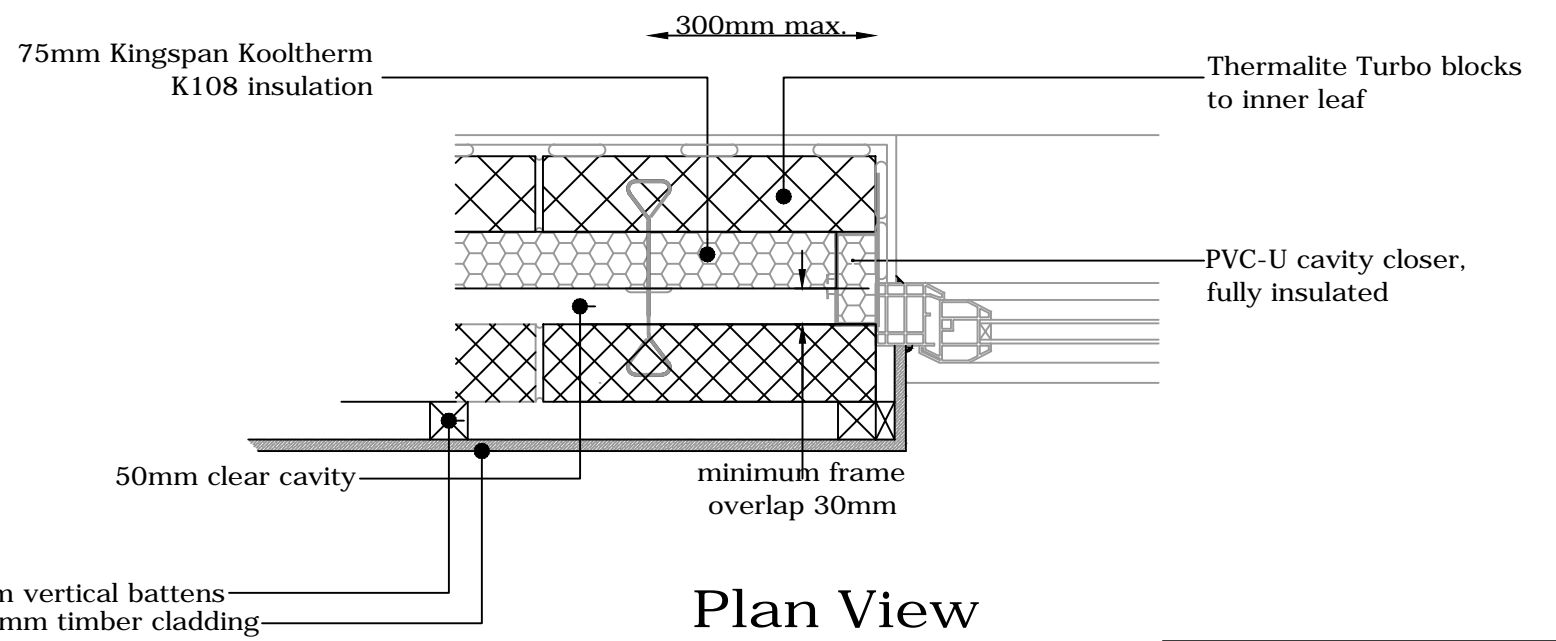 300mm max.
75mm Kingspan Kooltherm
K108 insulation
Thermalite Turbo blocks
to inner leaf
PVC-U cavity closer,
fully insulated
50mm clear cavity
minimum frame
overlap 30mm
vertical battens
mm timber cladding
Plan View